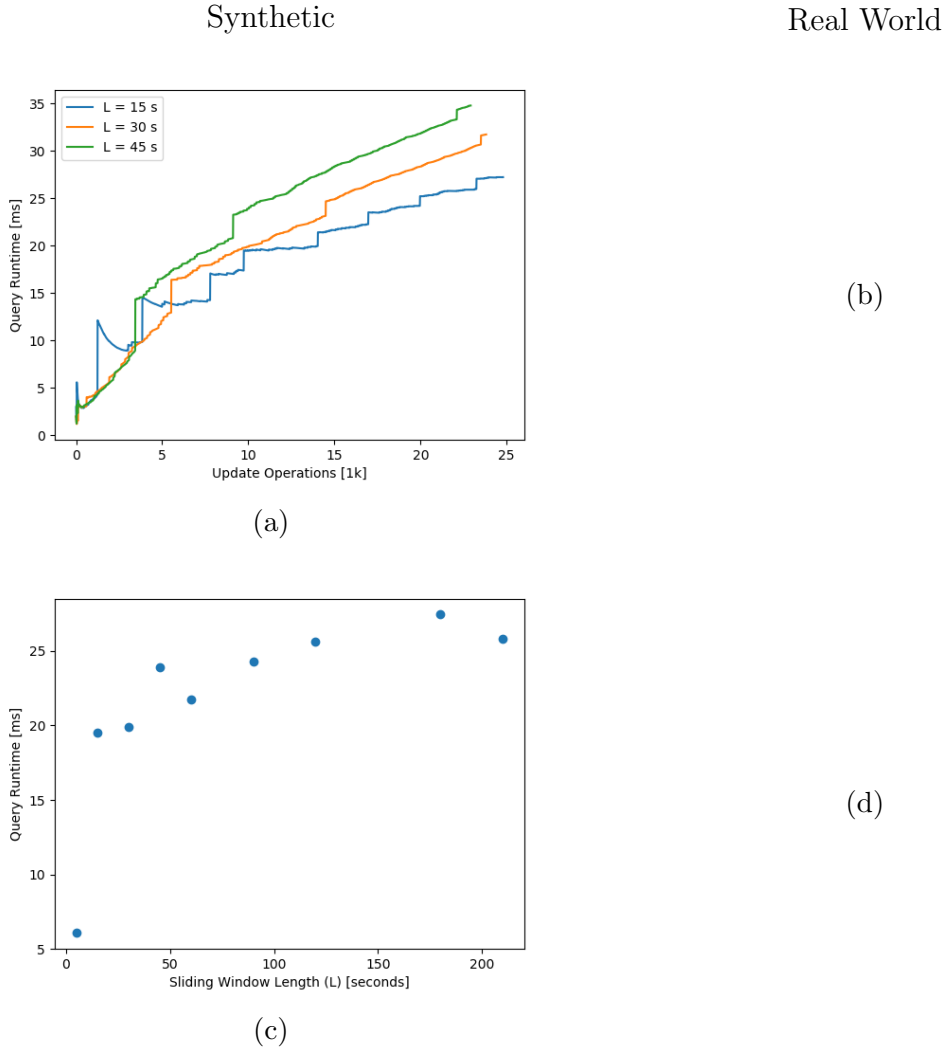 Synthetic
Real World
35
30
25
20
15
10
5
0
Query Runtime [ms]
L = 15 s
L = 30 s
L = 45 s
0 5 10 15 20 25
Update Operations [1k]
(a)
(b)
25
20
15
10
5
Query Runtime [ms]
0 50 100 150 200
Sliding Window Length (L) [seconds]
(c)
(d)